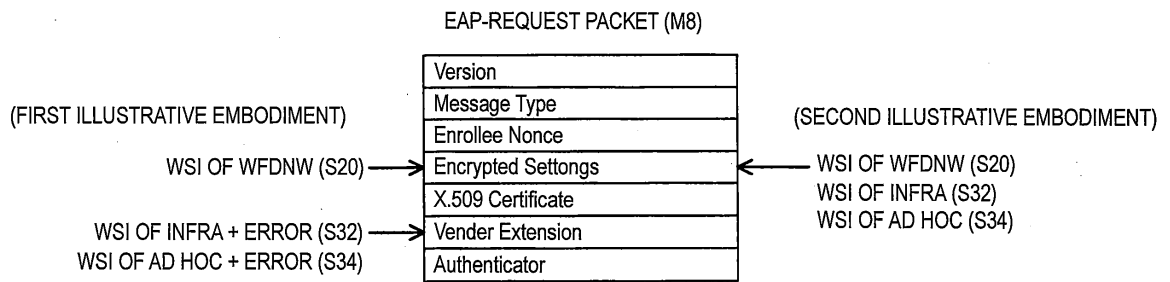 EAP-REQUEST PACKET (M8)
Version
Message Type
(FIRST ILLUSTRATIVE EMBODIMENT)
(SECOND ILLUSTRATIVE EMBODIMENT)
Enrollee Nonce
WSI OF WFDNW (S20)
Encrypted Settongs
WSI OF WFDNW (S20)
X.509 Certificate
WSI OF INFRA (S32)
WSI OF AD HOC (S34)
WSI OF INFRA + ERROR (S32)
Vender Extension
WSI OF AD HOC + ERROR (S34)
Authenticator